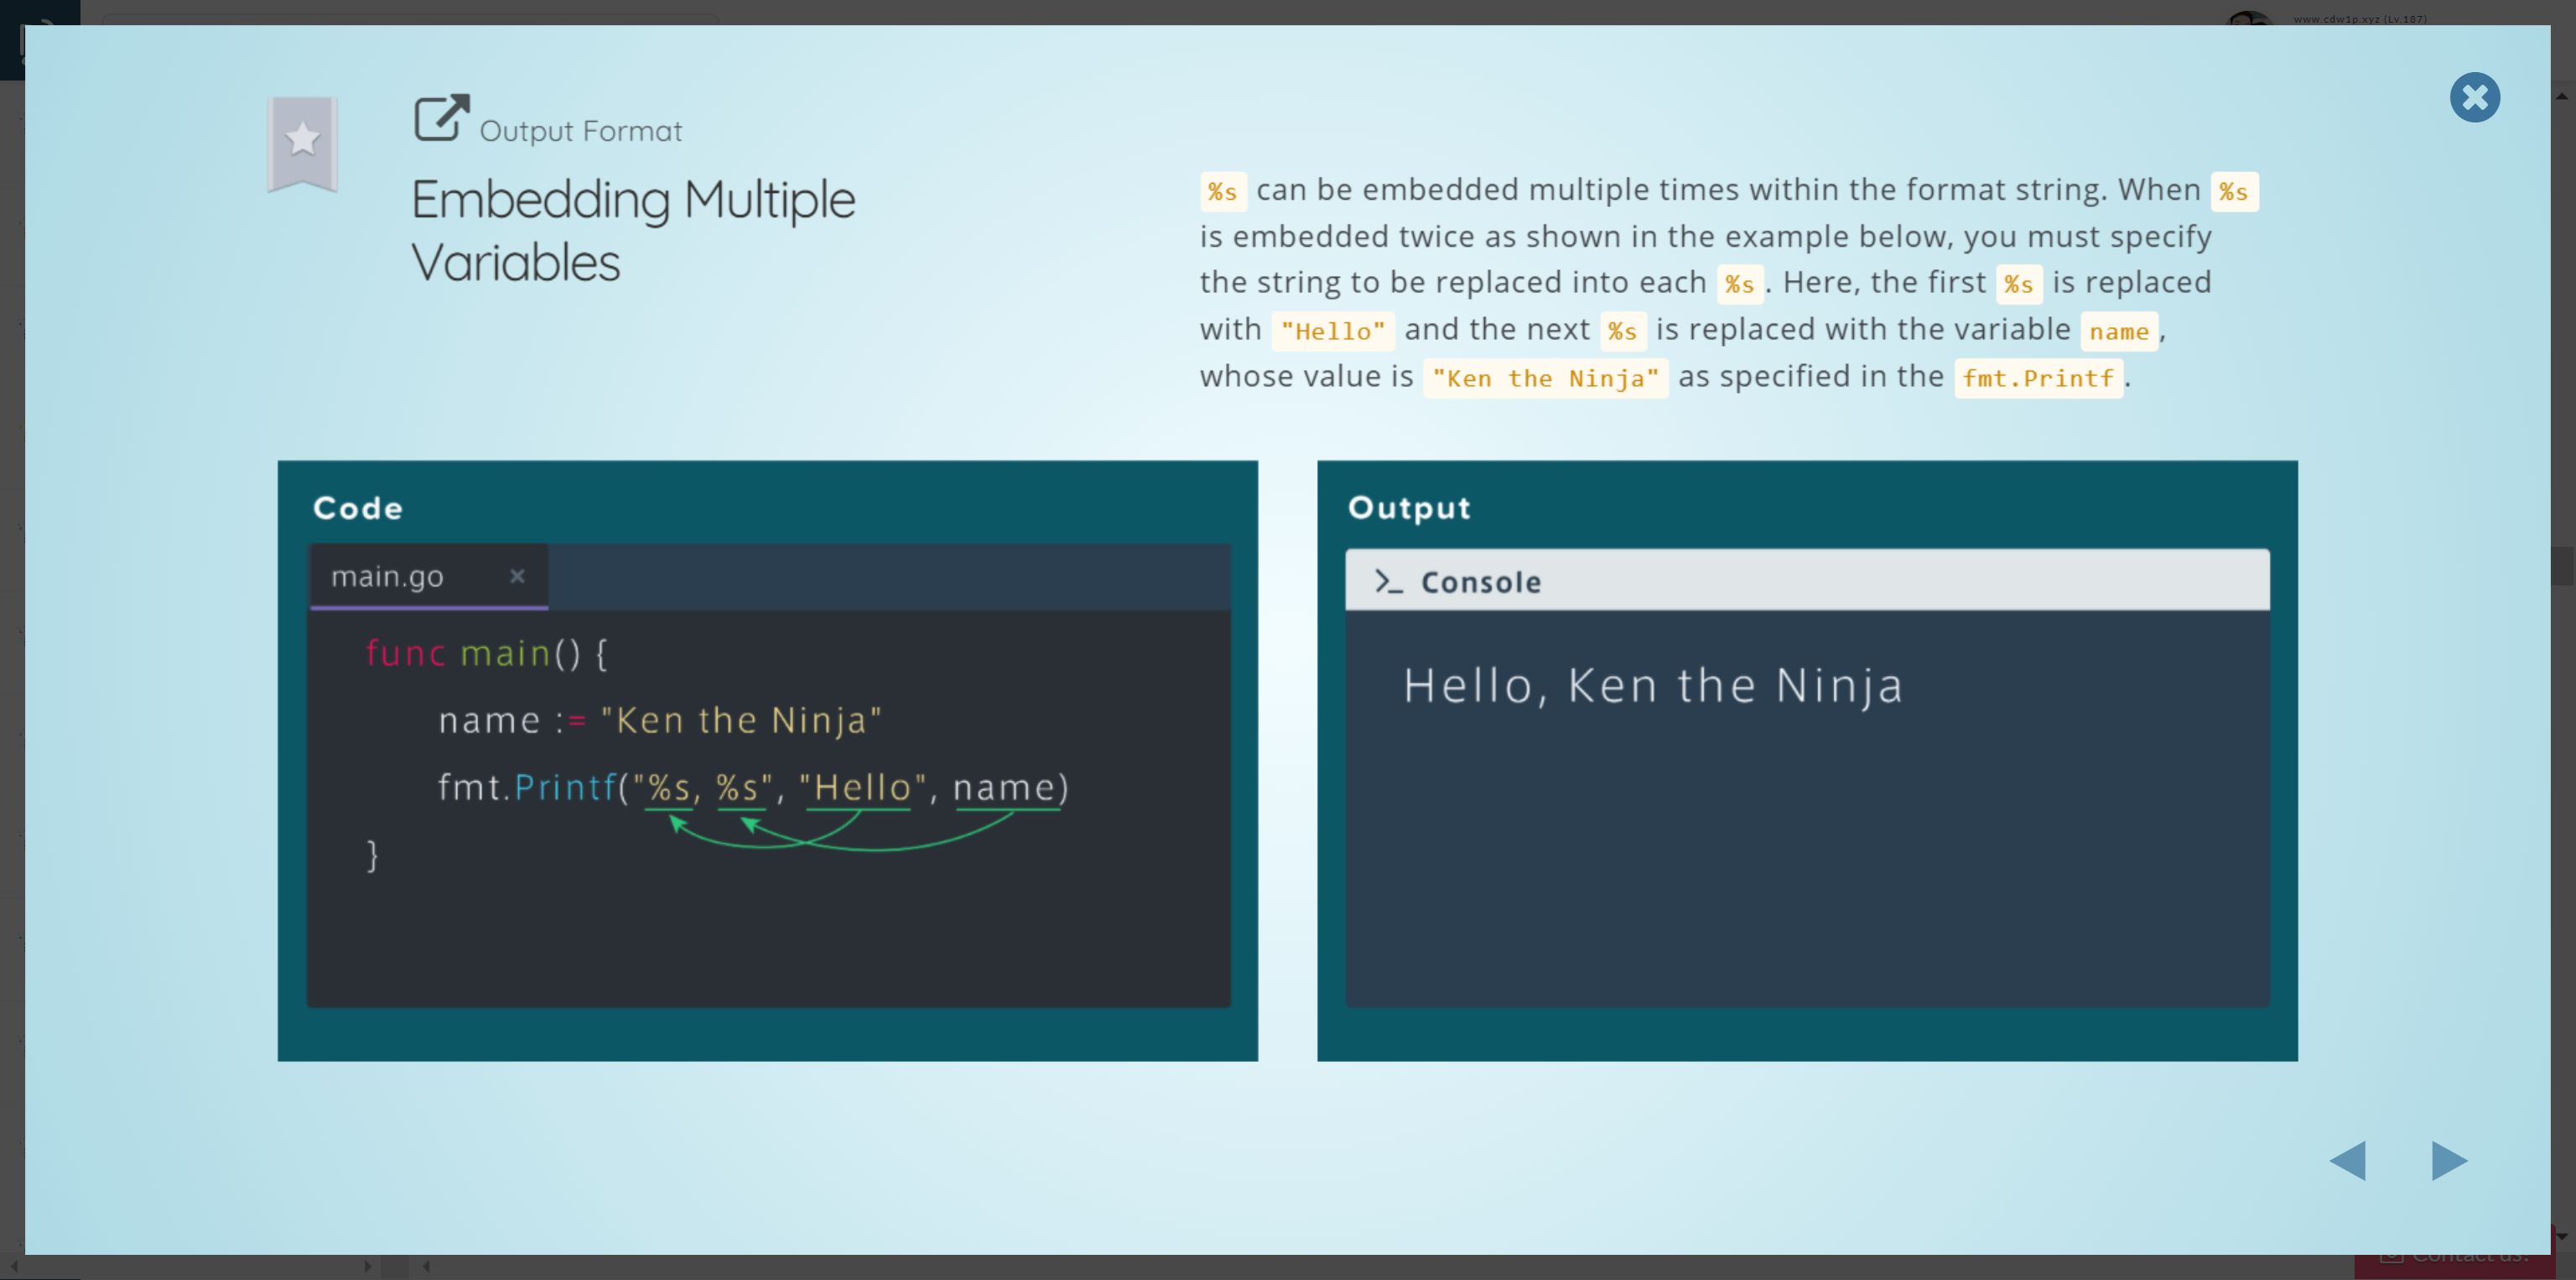 www.cdw1p.xyz (Lv.187)
Output Format
Embedding Multiple
Variables
%s can be embedded multiple times within the format string. When %s
is embedded twice as shown in the example below, you must specify
the string to be replaced into each %s. Here, the first %s is replaced
with "Hello" and the next %s is replaced with the variable name,
whose value is "Ken the Ninja" as specified in the fmt.Printf.
Code
main.go ×
func main() {
name := "Ken the Ninja"
fmt.Printf("%s, %s", "Hello", name)
}
Output
>_ Console
Hello, Ken the Ninja
Contact us!